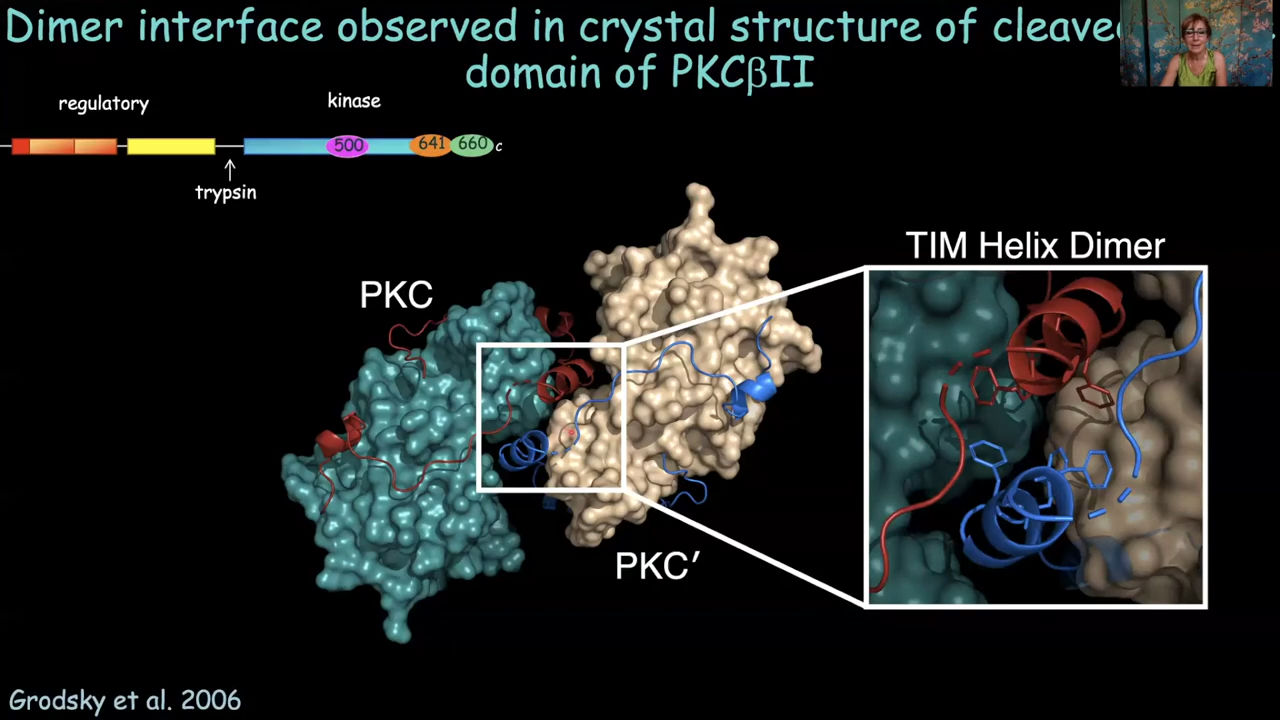 Dimer interface observed in crystal structure of cleaved
domain of PKCβII
regulatory
kinase
500
641
660
c
trypsin
TIM Helix Dimer
PKC
PKC′
Grodsky et al. 2006